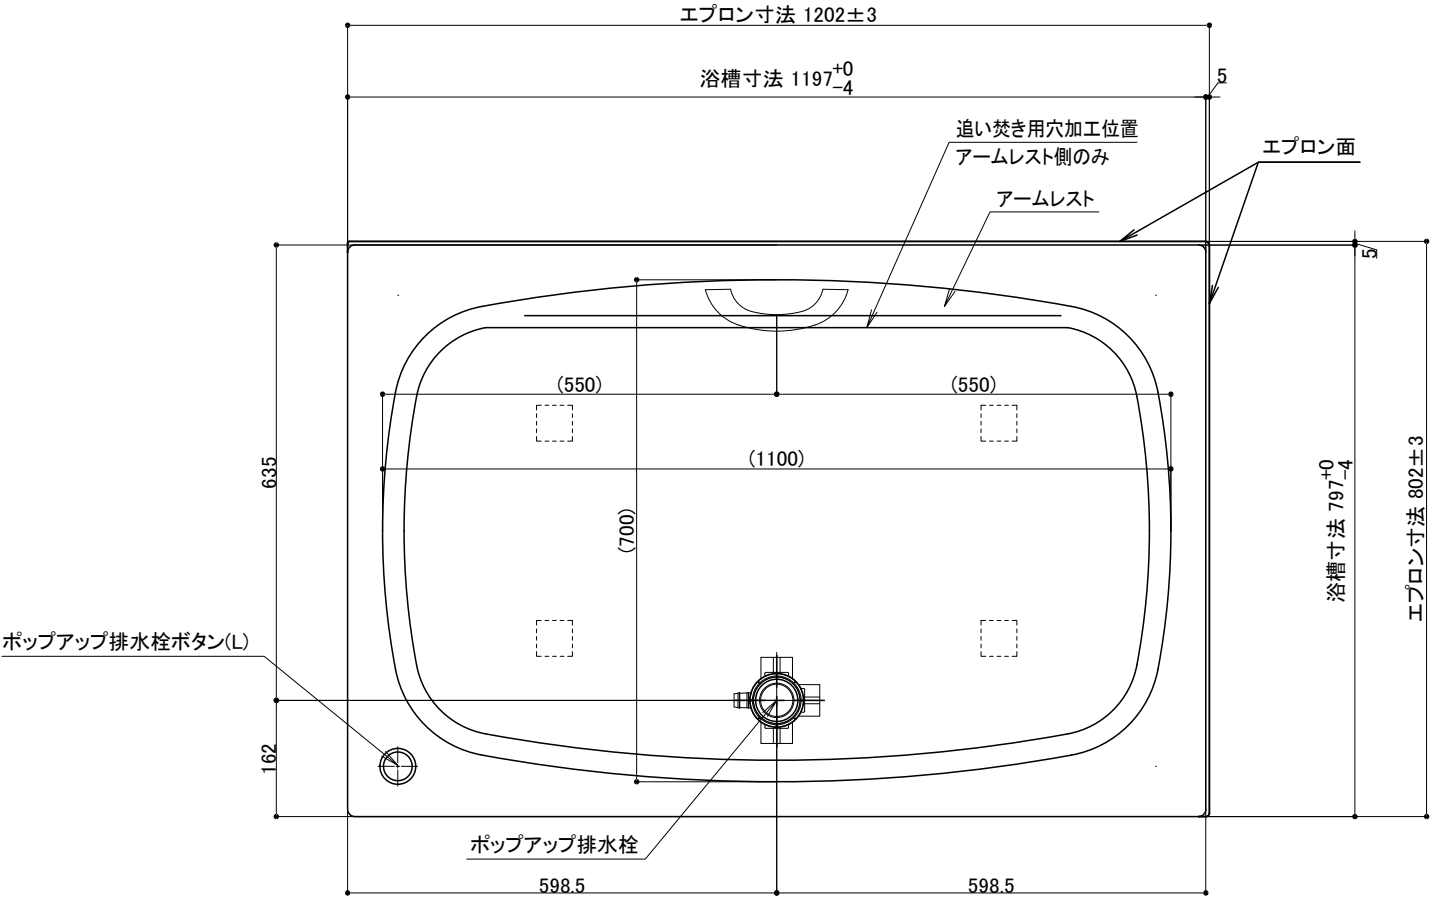 エプロン寸法 1202±3
浴槽寸法 1197 +0 -4
5
追い焚き用穴加工位置
アームレスト側のみ
エプロン面
アームレスト
5
(550)
(550)
(1100)
635
(700)
浴槽寸法 797 +0 -4
エプロン寸法 802±3
ポップアップ排水栓ボタン(L)
162
ポップアップ排水栓
598.5
598.5